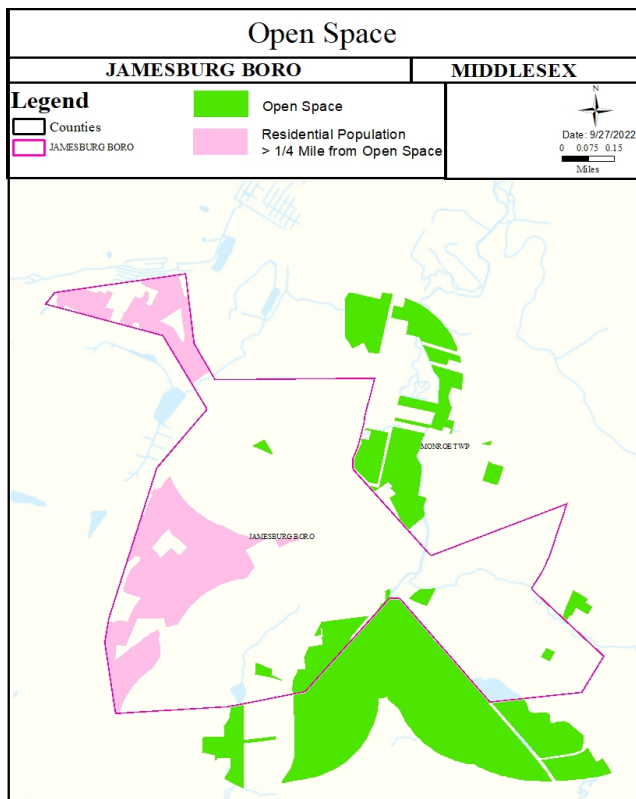 Open Space
JAMESBURG BORO
MIDDLESEX
Legend
Counties
JAMESBURG BORO
Open Space
Residential Population
> 1/4 Mile from Open Space
N
Date: 9/27/2022
0 0.075 0.15
Miles
MONROE TWP
JAMESBURG BORO